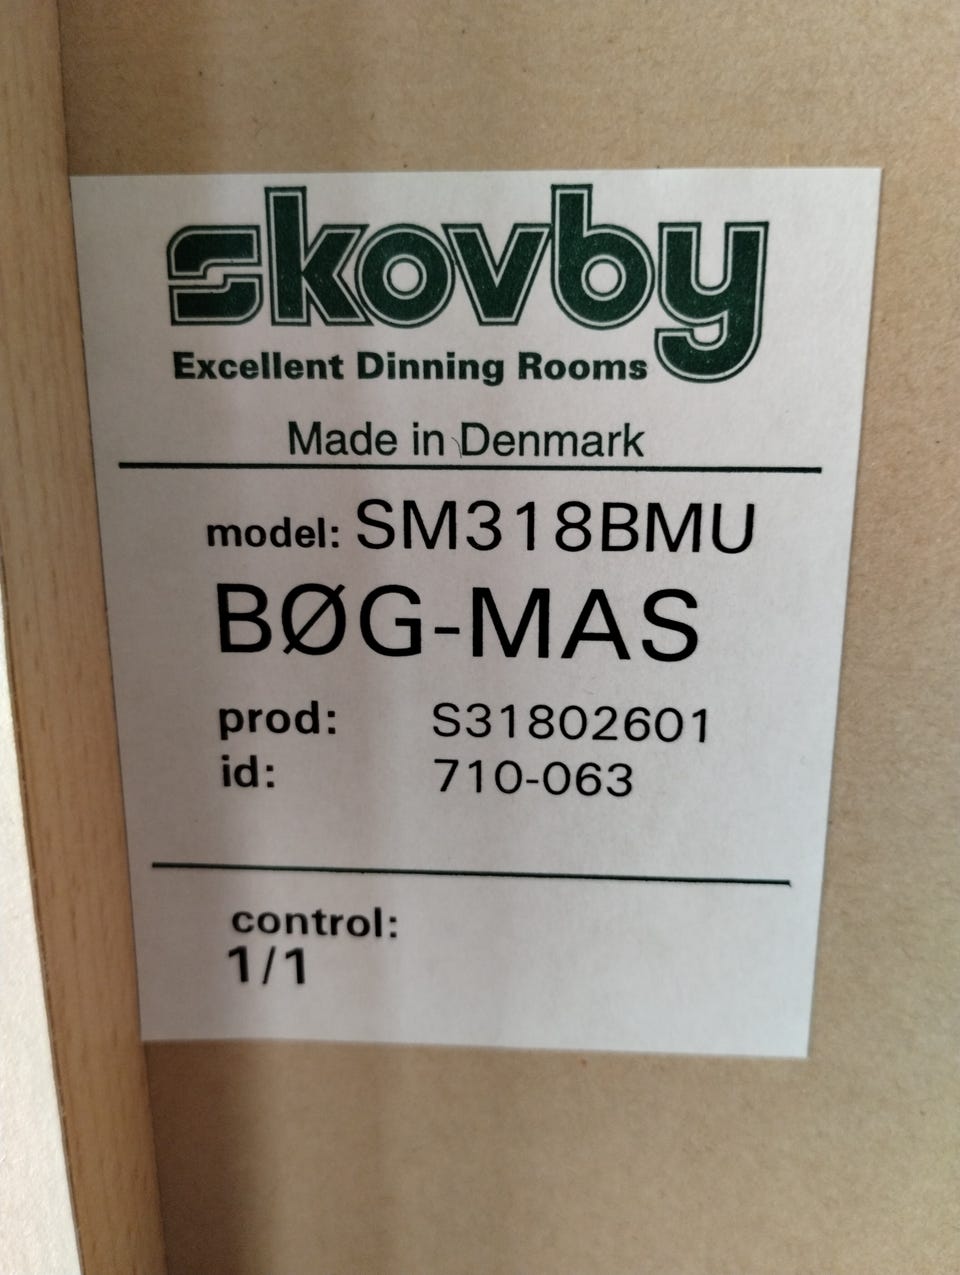 skovby
Excellent Dinning Rooms
Made in Denmark
model: SM318BMU
BØG-MAS
prod: S31802601
id: 710-063
control:
1/1